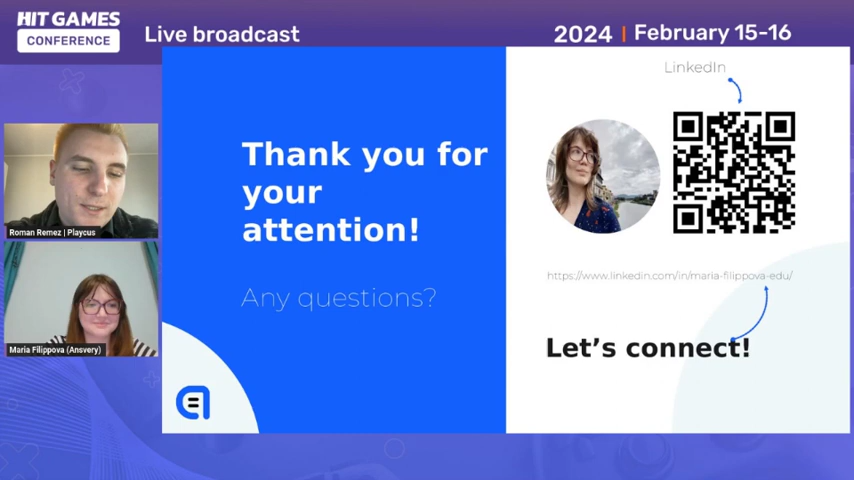 HIT GAMES
CONFERENCE
Live broadcast
2024 | February 15-16
LinkedIn
Thank you for
your
attention!
Any questions?
https://www.linkedin.com/in/maria-filippova-edu/
Let's connect!
Roman Remez | Playcus
Maria Filippova (Ansvery)